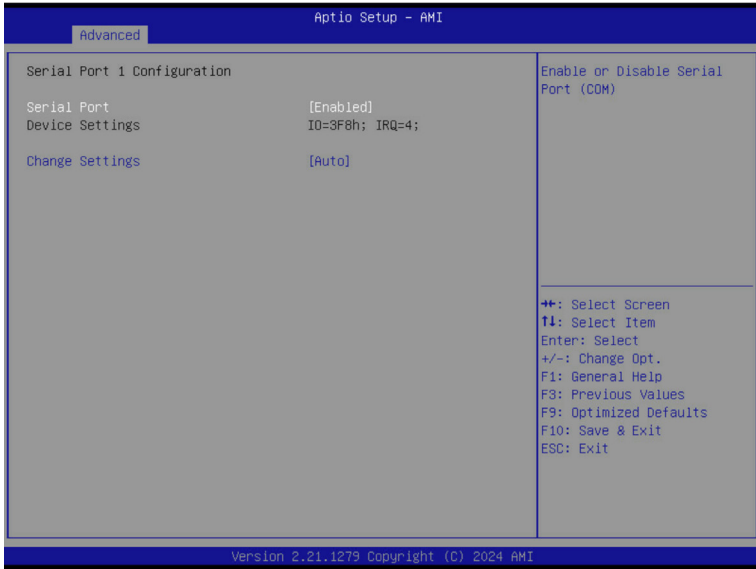 Aptio Setup – AMI
Advanced
Serial Port 1 Configuration
Serial Port [Enabled]
Device Settings IO=3F8h; IRQ=4;
Change Settings [Auto]
Enable or Disable Serial
Port (COM)
→←: Select Screen
↑↓: Select Item
Enter: Select
+/-: Change Opt.
F1: General Help
F3: Previous Values
F9: Optimized Defaults
F10: Save & Exit
ESC: Exit
Version 2.21.1279 Copyright (C) 2024 AMI